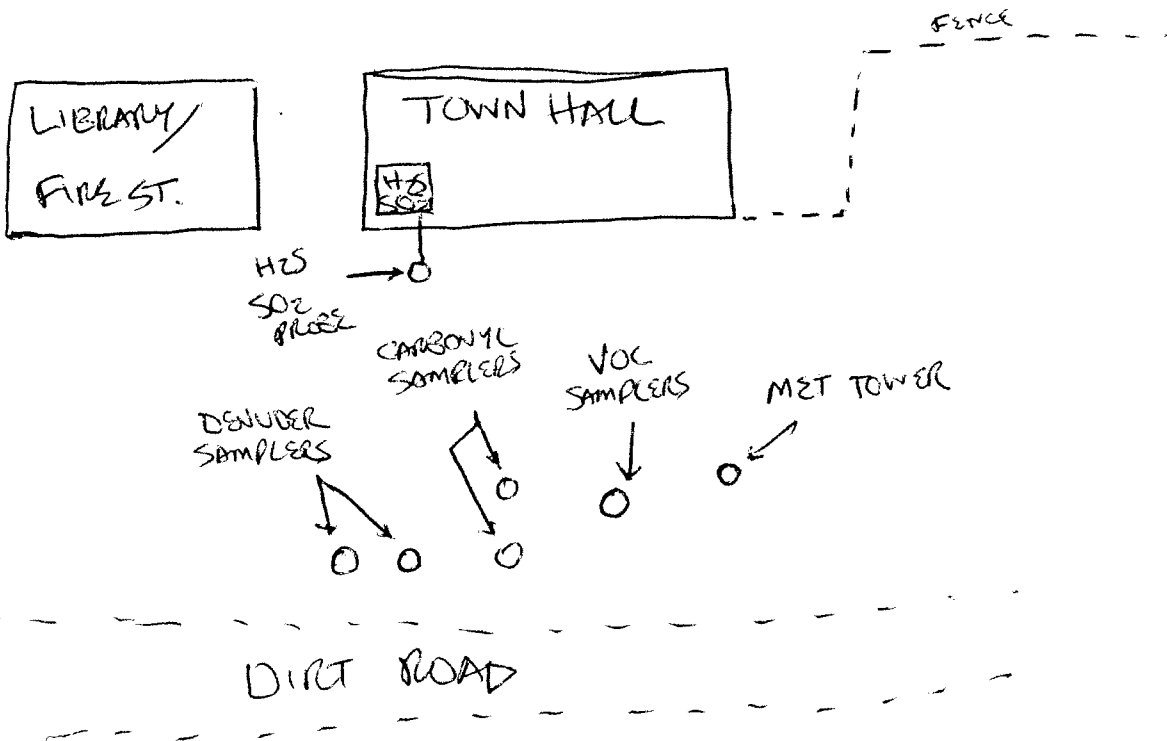 FENCE
LIBRARY/
FIRE ST.
TOWN HALL
H2S
SO2
H2S
SO2
PROBE
CARBONYL
SAMPLERS
VOC
SAMPLERS
MET TOWER
DENUDER
SAMPLERS
DIRT ROAD